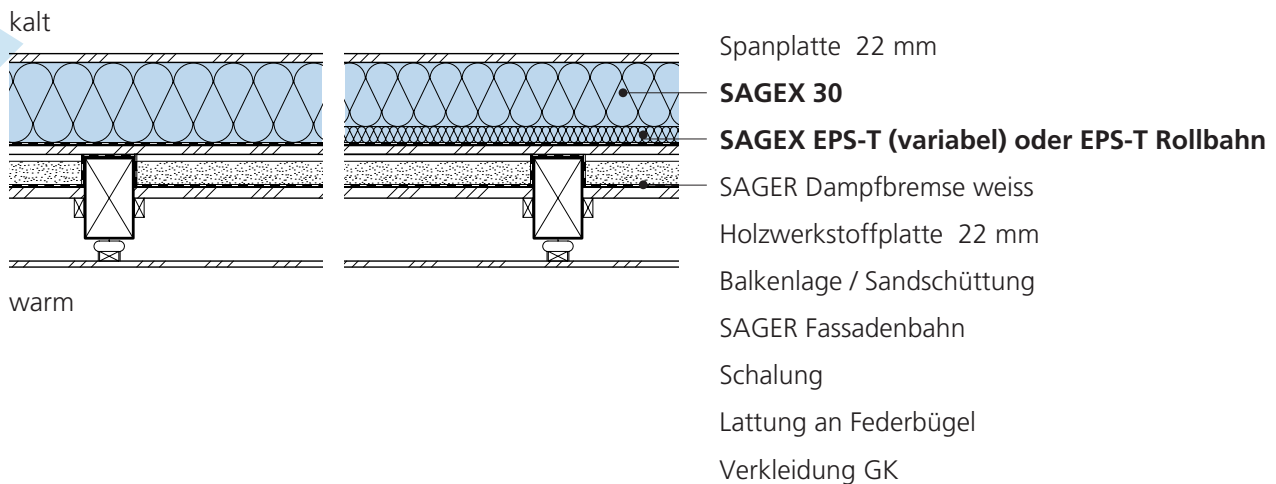 kalt
Spanplatte 22 mm
SAGEX 30
SAGEX EPS-T (variabel) oder EPS-T Rollbahn
SAGER Dampfbremse weiss
Holzwerkstoffplatte 22 mm
Balkenlage / Sandschüttung
warm
SAGER Fassadenbahn
Schalung
Lattung an Federbügel
Verkleidung GK